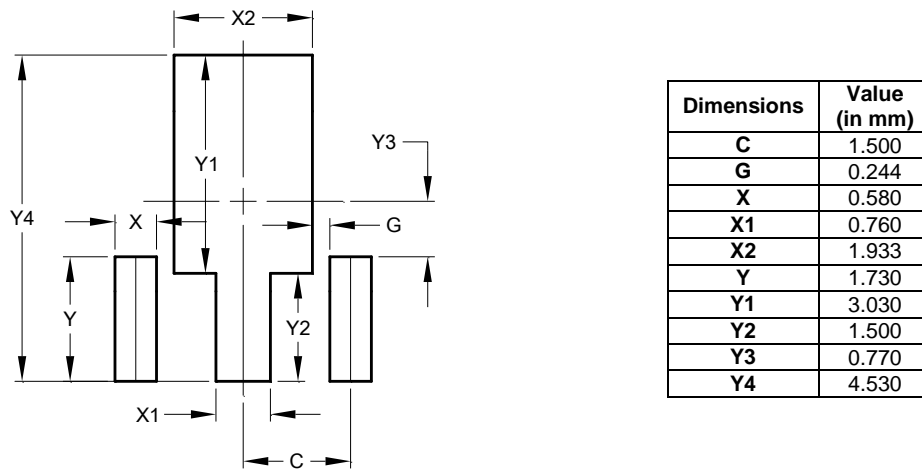 X2
Y3
Y1
Y4
X
G
Y
Y2
X1
C
Dimensions Value (in mm)
C 1.500
G 0.244
X 0.580
X1 0.760
X2 1.933
Y 1.730
Y1 3.030
Y2 1.500
Y3 0.770
Y4 4.530